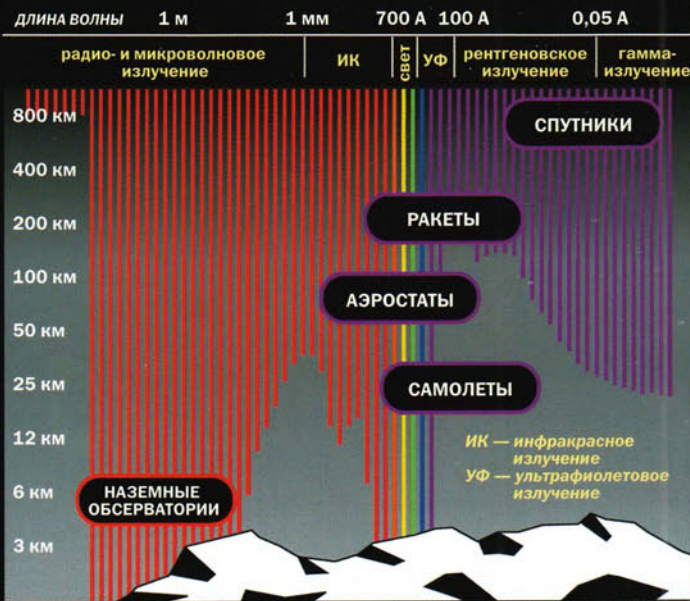 ДЛИНА ВОЛНЫ 1 м 1 мм 700 А 100 А 0,05 А
радио- и микроволновое
излучение
ИК
свет
УФ
рентгеновское
излучение
гамма-
излучение
800 км
СПУТНИКИ
400 км
200 км
РАКЕТЫ
100 км
АЭРОСТАТЫ
50 км
25 км
САМОЛЕТЫ
12 км
ИК — инфракрасное
излучение
УФ — ультрафиолетовое
излучение
6 км
НАЗЕМНЫЕ
ОБСЕРВАТОРИИ
3 км